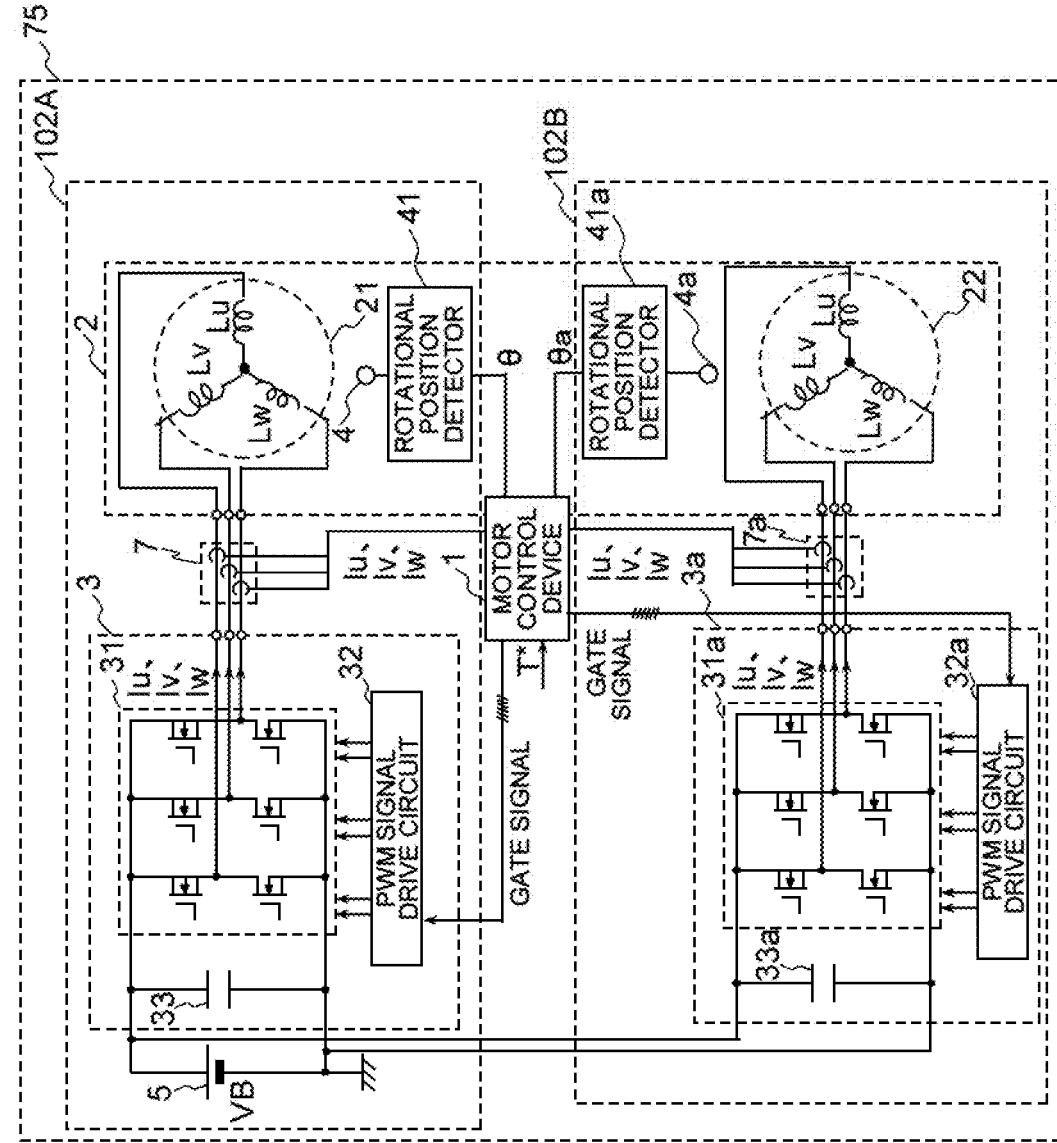 75
102A
2
Lu
Lv
Lw
21
41
4
ROTATIONAL
POSITION
DETECTOR
θ
7
Iu、
Iv、
Iw
1
MOTOR
CONTROL
DEVICE
T*
3
31
Iu、
Iv、
Iw
32
PWM SIGNAL
DRIVE CIRCUIT
GATE SIGNAL
33
5
VB
102B
41a
θa
ROTATIONAL
POSITION
DETECTOR
4a
Lu
Lv
Lw
22
Iu、
Iv、
Iw
7a
3a
GATE
SIGNAL
31a
Iu、
Iv、
Iw
32a
PWM SIGNAL
DRIVE CIRCUIT
33a